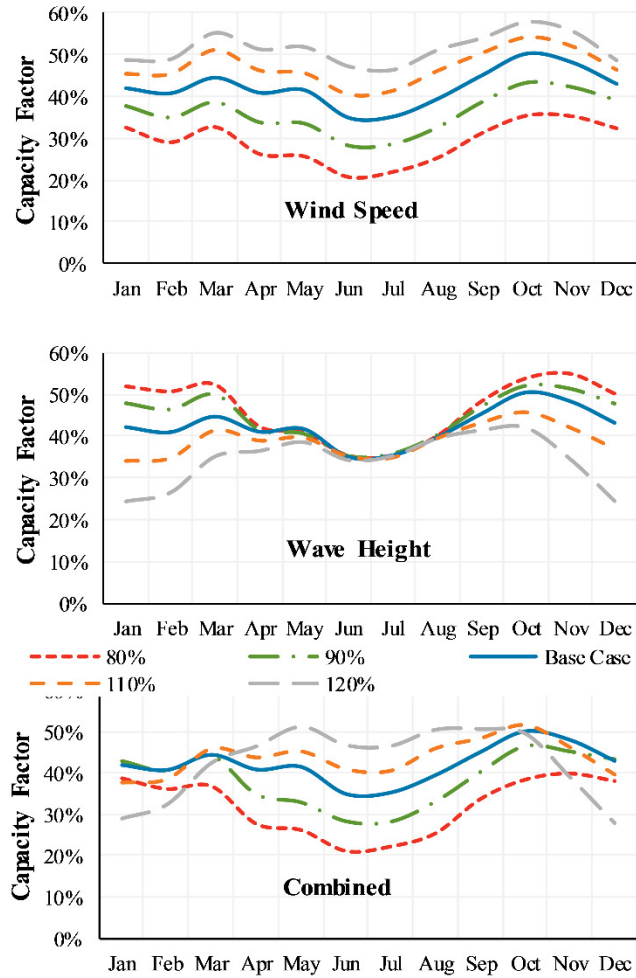 60%
50%
40%
30%
20%
10%
0%
Capacity Factor
Wind Speed
Jan Feb Mar Apr May Jun Jul Aug Sep Oct Nov Dec
60%
50%
40%
30%
20%
10%
0%
Capacity Factor
Wave Height
Jan Feb Mar Apr May Jun Jul Aug Sep Oct Nov Dec
80% 90% Base Case
110% 120%
50%
40%
30%
20%
10%
0%
Capacity Factor
Combined
Jan Feb Mar Apr May Jun Jul Aug Sep Oct Nov Dec